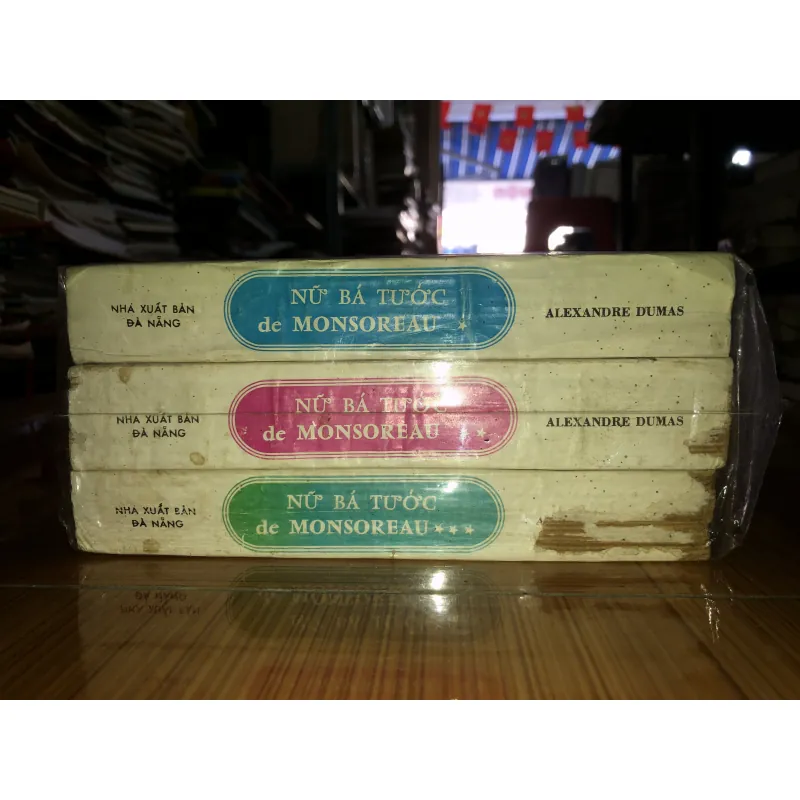 NHÀ XUẤT BẢN
ĐÀ NẴNG
NỮ BÁ TƯỚC
de MONSOREAU *
ALEXANDRE DUMAS
NHÀ XUẤT BẢN
ĐÀ NẴNG
NỮ BÁ TƯỚC
de MONSOREAU * *
ALEXANDRE DUMAS
NHÀ XUẤT BẢN
ĐÀ NẴNG
NỮ BÁ TƯỚC
de MONSOREAU * * *